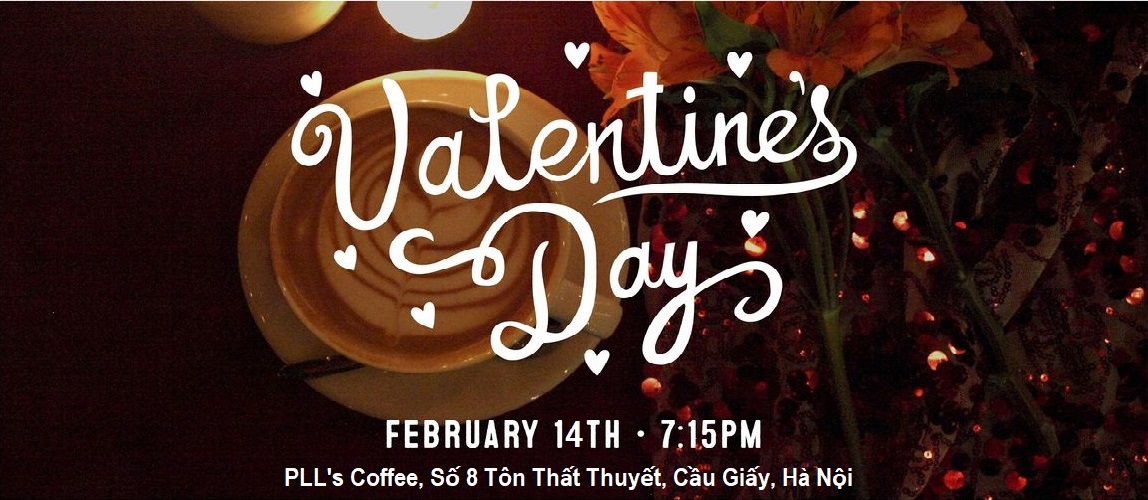 Valentine's
Day
FEBRUARY 14TH • 7:15PM
PLL's Coffee, Số 8 Tôn Thất Thuyết, Cầu Giấy, Hà Nội